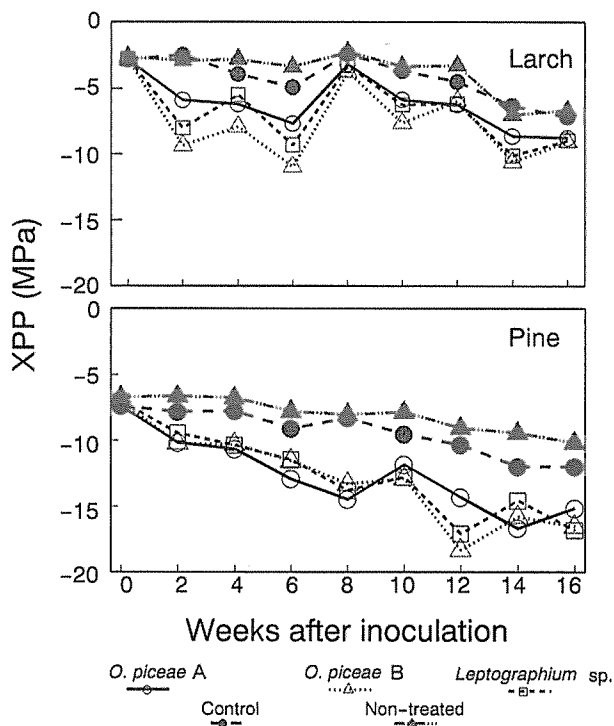 0
Larch
−5
−10
−15
−20
XPP (MPa)
0
Pine
−5
−10
−15
−20
0 2 4 6 8 10 12 14 16
Weeks after inoculation
O. piceae A O. piceae B Leptographium sp.
Control Non−treated